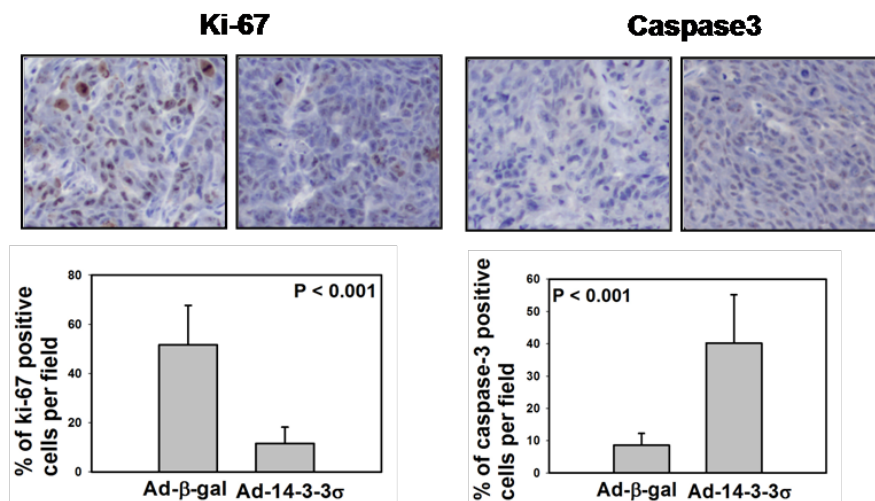 Ki-67
Caspase3
% of ki-67 positive
cells per field
80
60
40
20
0
P < 0.001
Ad-β-gal
Ad-14-3-3σ
% of caspase-3 positive
cells per field
60
50
40
30
20
10
0
P < 0.001
Ad-β-gal
Ad-14-3-3σ